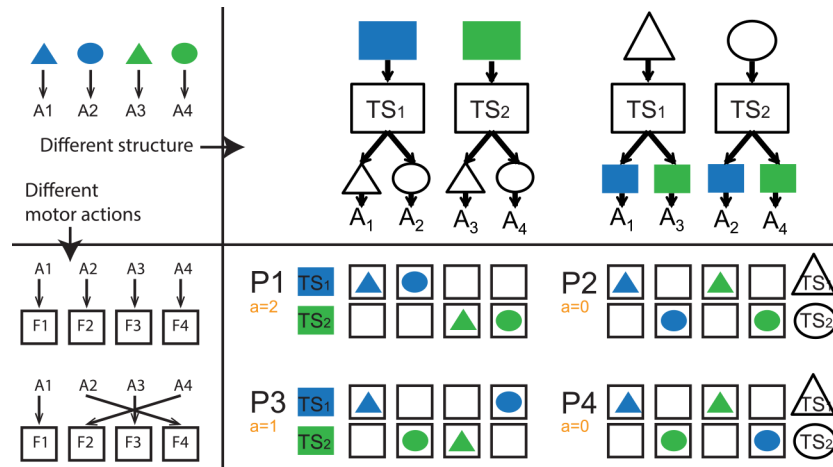 A1 A2 A3 A4
Different structure
TS1 TS2
A1 A2 A3 A4
TS1 TS2
A1 A3 A2 A4
Different
motor actions
A1 A2 A3 A4
F1 F2 F3 F4
A1 A2 A3 A4
F1 F2 F3 F4
P1 TS1
a=2 TS2
P2 TS1
a=0 TS2
P3 TS1
a=1 TS2
P4 TS1
a=0 TS2